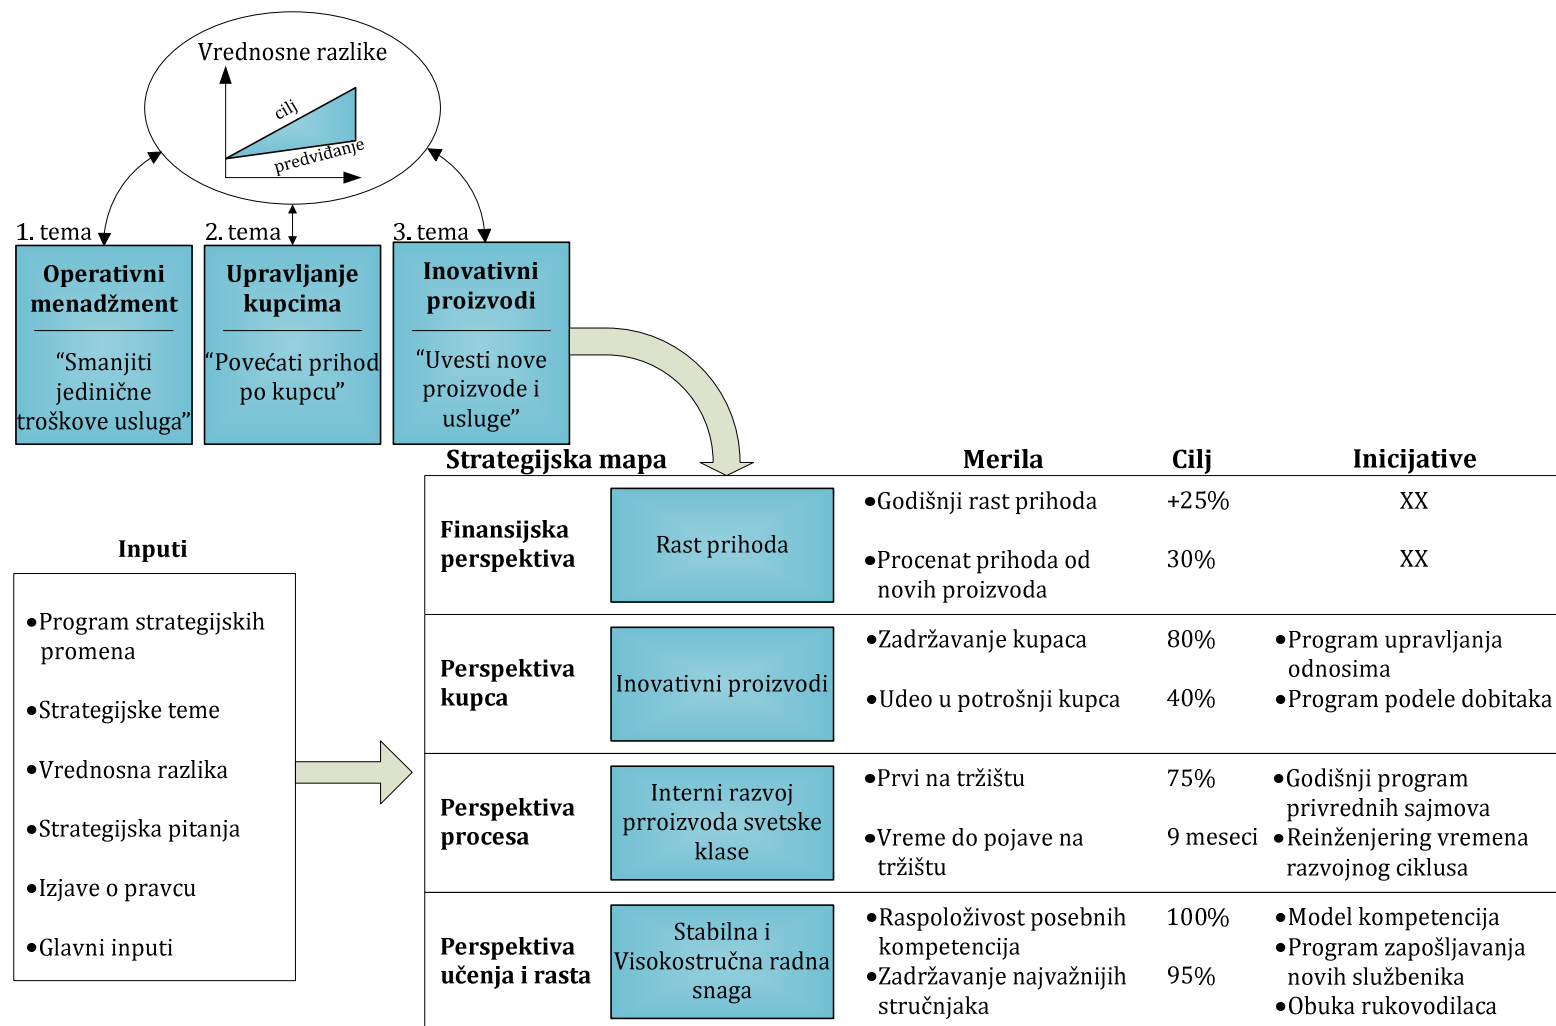 Vrednosne razlike
cilj
predviđanje
1. tema
Operativni
menadžment
“Smanjiti
jedinične
troškove usluga”
2. tema
Upravljanje
kupcima
“Povećati prihod
po kupcu”
3. tema
Inovativni
proizvodi
“Uvesti nove
proizvode i
usluge”
Inputi
•Program strategijskih
promena
•Strategijske teme
•Vrednosna razlika
•Strategijska pitanja
•Izjave o pravcu
•Glavni inputi
Strategijska mapa
Merila
Cilj
Inicijative
Finansijska
perspektiva
Rast prihoda
•Godišnji rast prihoda
+25%
XX
•Procenat prihoda od
novih proizvoda
30%
XX
Perspektiva
kupca
Inovativni proizvodi
•Zadržavanje kupaca
80%
•Program upravljanja
odnosima
•Udeo u potrošnji kupca
40%
•Program podele dobitaka
Perspektiva
procesa
Interni razvoj
prroizvoda svetske
klase
•Prvi na tržištu
75%
•Godišnji program
privrednih sajmova
•Vreme do pojave na
tržištu
9 meseci
•Reinženjering vremena
razvojnog ciklusa
Perspektiva
učenja i rasta
Stabilna i
Visokostručna radna
snaga
•Raspoloživost posebnih
kompetencija
100%
•Model kompetencija
•Zadržavanje najvažnijih
stručnjaka
95%
•Program zapošljavanja
novih službenika
•Obuka rukovodilaca